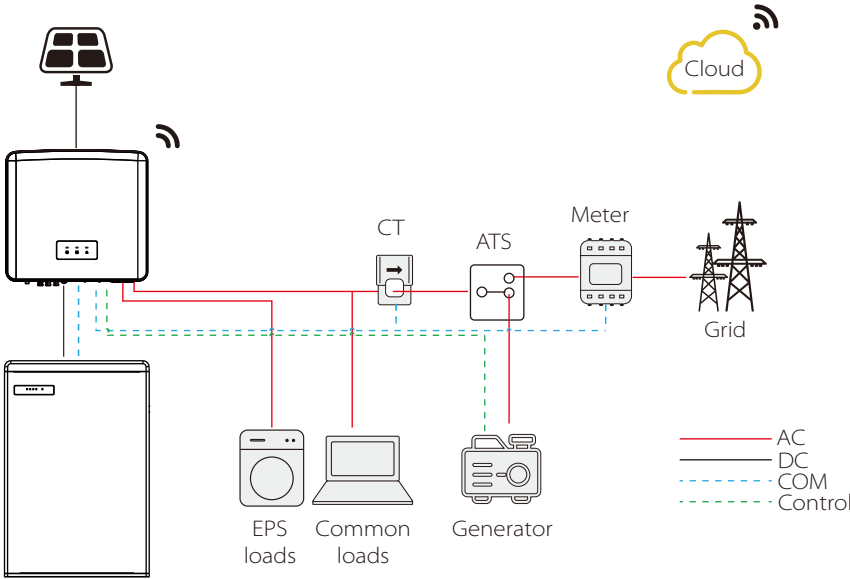 Cloud
CT
ATS
Meter
Grid
EPS
loads
Common
loads
Generator
AC
DC
COM
Control